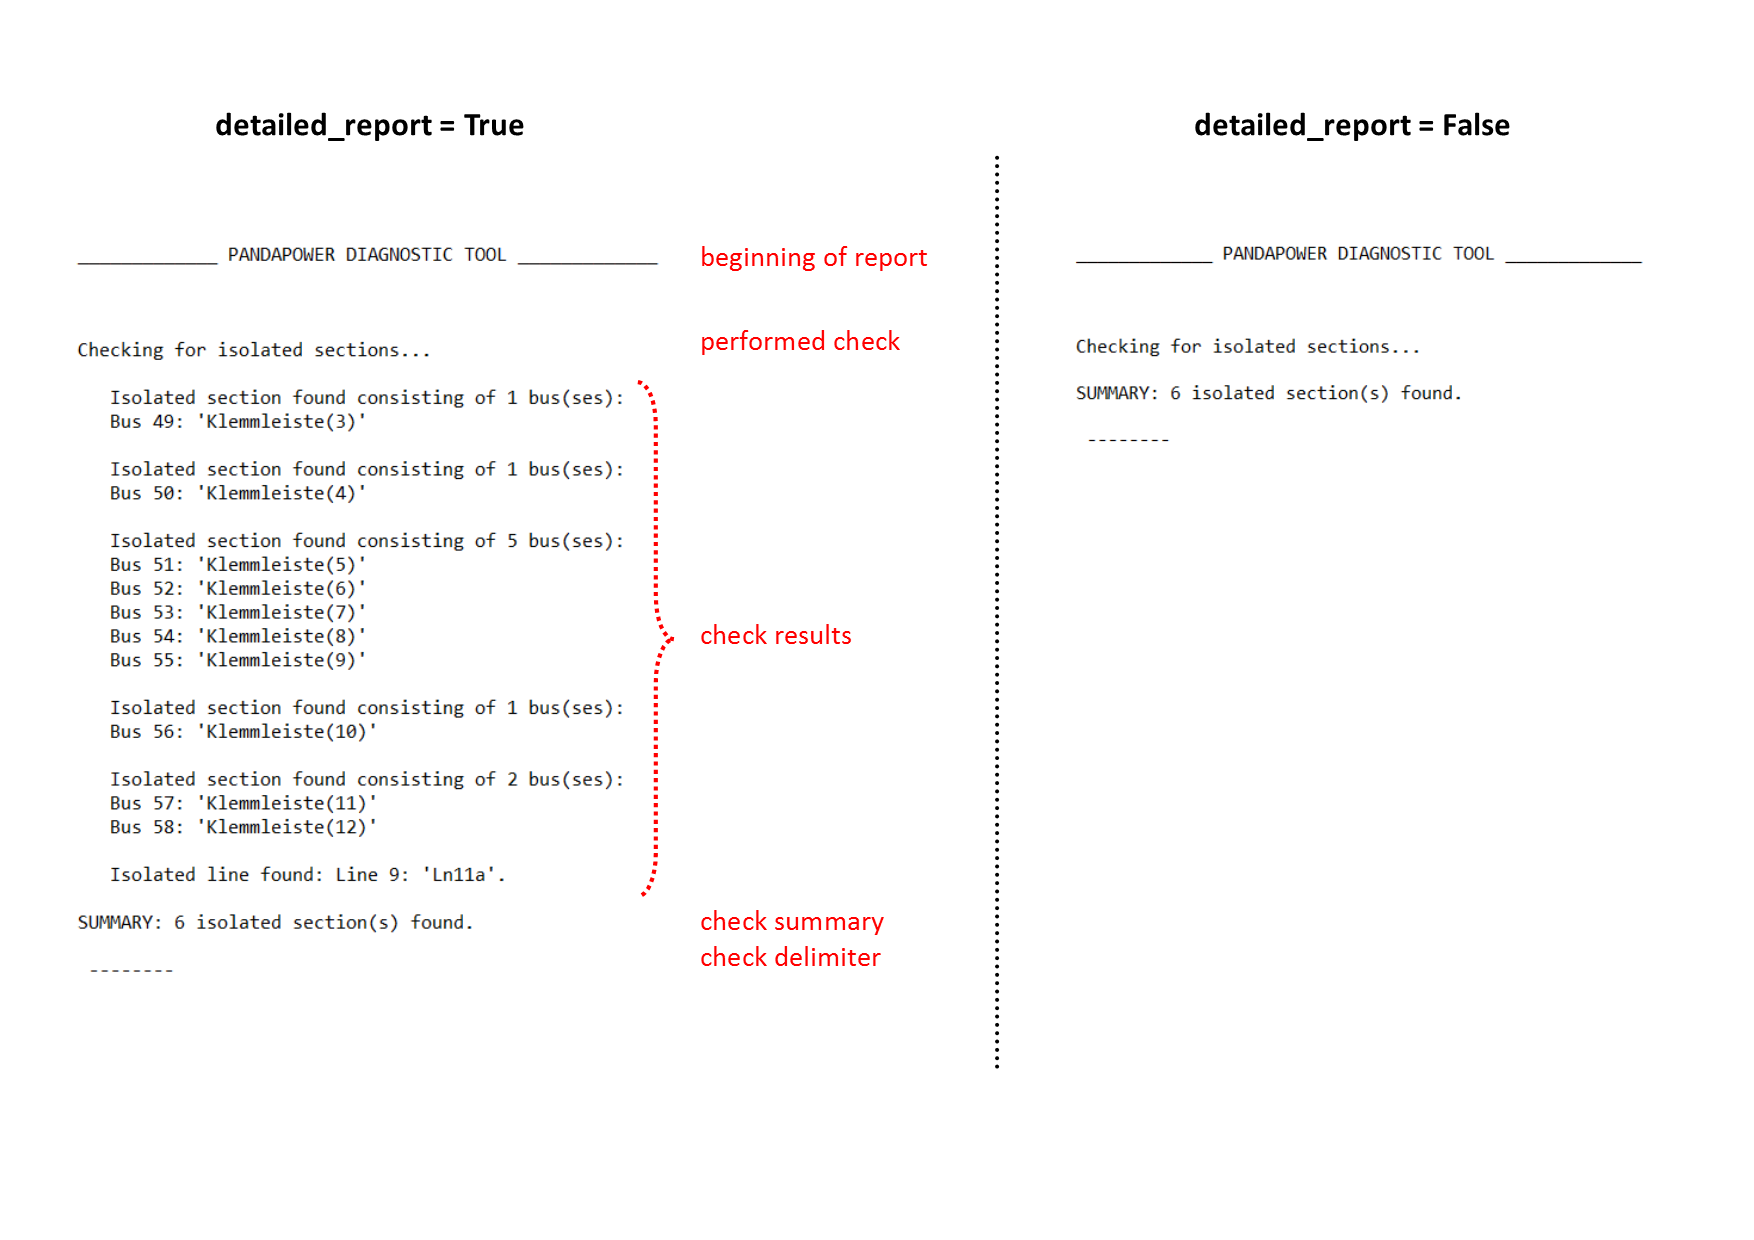 detailed_report = True
_____________ PANDAPOWER DIAGNOSTIC TOOL _____________
beginning of report
Checking for isolated sections...
performed check
Isolated section found consisting of 1 bus(ses):
Bus 49: 'Klemmleiste(3)'
Isolated section found consisting of 1 bus(ses):
Bus 50: 'Klemmleiste(4)'
Isolated section found consisting of 5 bus(ses):
Bus 51: 'Klemmleiste(5)'
Bus 52: 'Klemmleiste(6)'
Bus 53: 'Klemmleiste(7)'
Bus 54: 'Klemmleiste(8)'
Bus 55: 'Klemmleiste(9)'
Isolated section found consisting of 1 bus(ses):
Bus 56: 'Klemmleiste(10)'
Isolated section found consisting of 2 bus(ses):
Bus 57: 'Klemmleiste(11)'
Bus 58: 'Klemmleiste(12)'
Isolated line found: Line 9: 'Ln11a'.
check results
SUMMARY: 6 isolated section(s) found.
check summary
--------
check delimiter
detailed_report = False
_____________ PANDAPOWER DIAGNOSTIC TOOL _____________
Checking for isolated sections...
SUMMARY: 6 isolated section(s) found.
--------